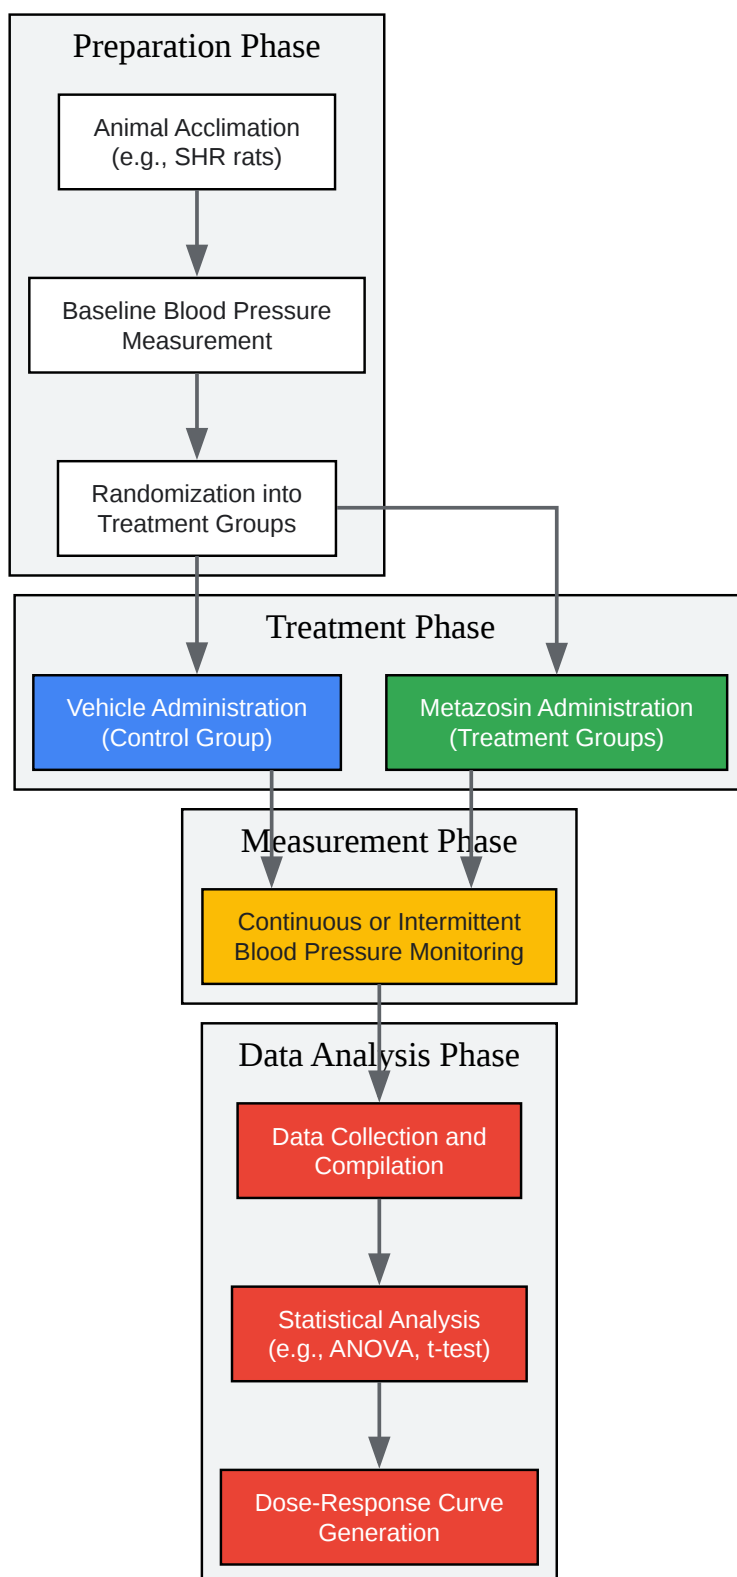 Preparation Phase
Animal Acclimation
(e.g., SHR rats)
Baseline Blood Pressure
Measurement
Randomization into
Treatment Groups
Treatment Phase
Vehicle Administration
(Control Group)
Metazosin Administration
(Treatment Groups)
Measurement Phase
Continuous or Intermittent
Blood Pressure Monitoring
Data Analysis Phase
Data Collection and
Compilation
Statistical Analysis
(e.g., ANOVA, t-test)
Dose-Response Curve
Generation